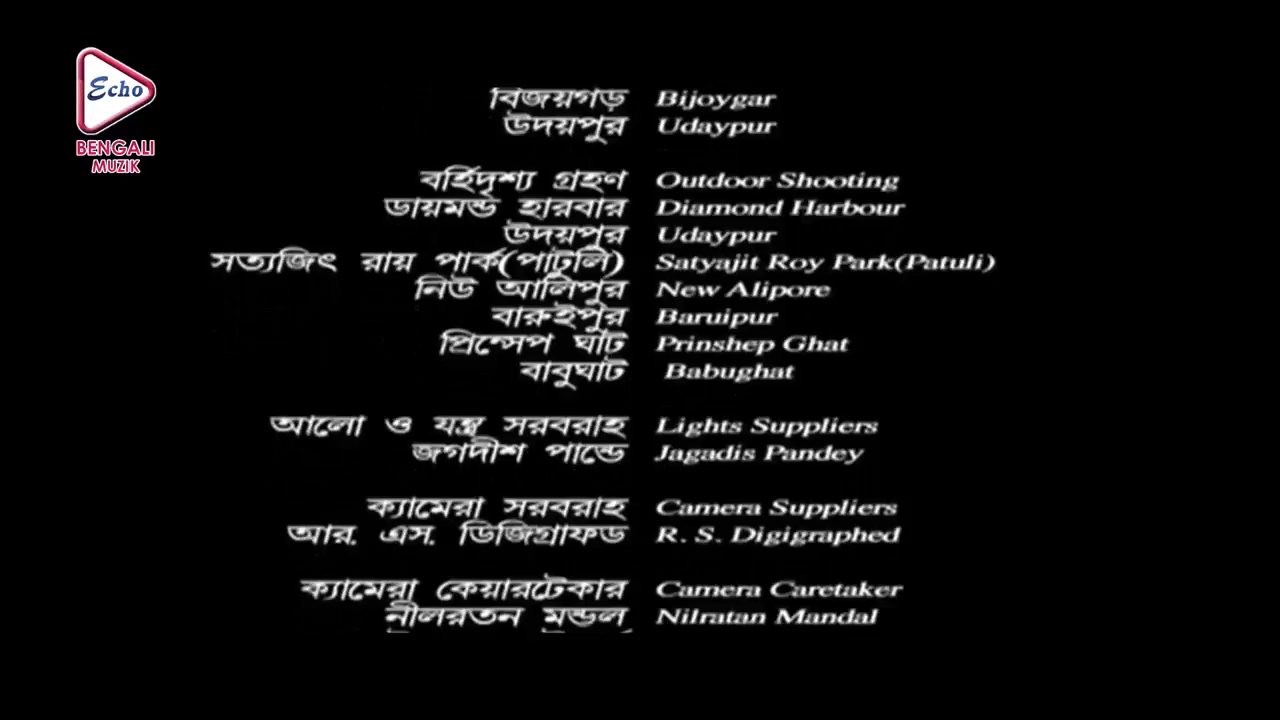 Echo
BENGALI
MUZIK
বিজয়গড় Bijoygar
উদয়পুর Udaypur
বর্হিদৃশ্য গ্রহণ Outdoor Shooting
ডায়মন্ড হারবার Diamond Harbour
উদয়পুর Udaypur
সত্যজিৎ রায় পার্ক(পাটুলি) Satyajit Roy Park(Patuli)
নিউ আলিপুর New Alipore
বারুইপুর Baruipur
প্রিন্সেপ ঘাট Prinshep Ghat
বাবুঘাট Babughat
আলো ও যন্ত্র সরবরাহ Lights Suppliers
জগদীশ পান্ডে Jagadis Pandey
ক্যামেরা সরবরাহ Camera Suppliers
আর. এস. ডিজিগ্রাফড R. S. Digigraphed
ক্যামেরা কেয়ারটেকার Camera Caretaker
নীলরতন মন্ডল Nilratan Mandal